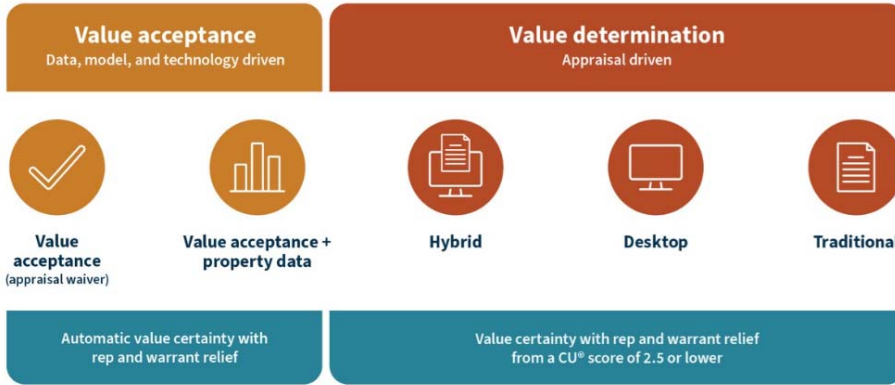 Value acceptance
Data, model, and technology driven
Value determination
Appraisal driven
Value
acceptance
(appraisal waiver)
Value acceptance +
property data
Hybrid
Desktop
Traditional
Automatic value certainty with
rep and warrant relief
Value certainty with rep and warrant relief
from a CU® score of 2.5 or lower